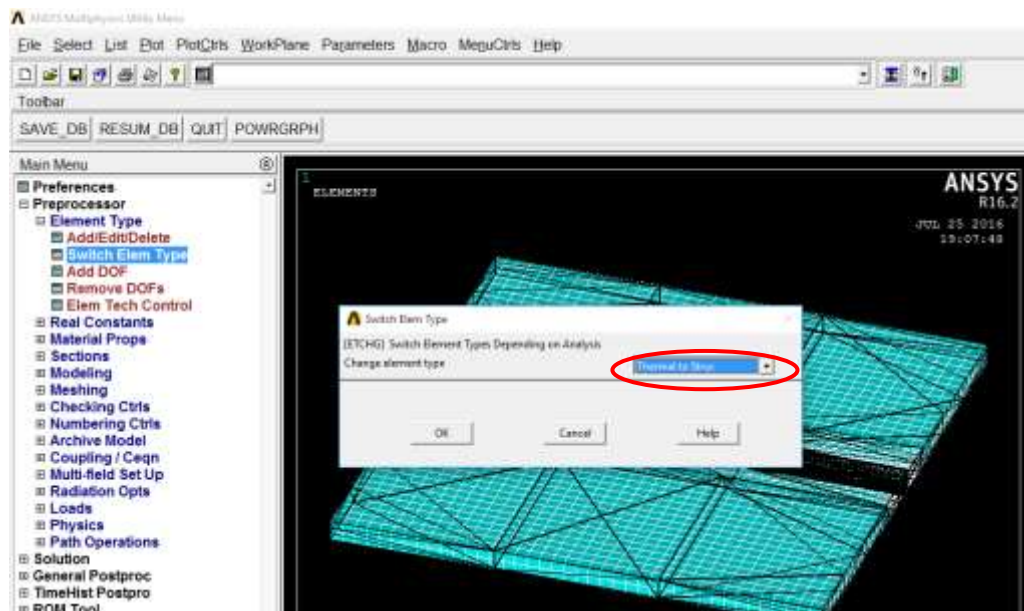 ANSYS Multiphysics Utility Menu
File Select List Plot PlotCtrls WorkPlane Parameters Macro MenuCtrls Help
Toolbar
SAVE_DB RESUM_DB QUIT POWRGRPH
Main Menu
Preferences
Preprocessor
Element Type
Add/Edit/Delete
Switch Elem Type
Add DOF
Remove DOFs
Elem Tech Control
Real Constants
Material Props
Sections
Modeling
Meshing
Checking Ctrls
Numbering Ctrls
Archive Model
Coupling / Ceqn
Multi-field Set Up
Radiation Opts
Loads
Physics
Path Operations
Solution
General Postproc
TimeHist Postpro
ROM Tool
1
ELEMENTS
ANSYS
R16.2
JUL 25 2016
19:07:48
Switch Elem Type
[ETCHG] Switch Element Types Depending on Analysis
Change element type Thermal to Struc
OK Cancel Help